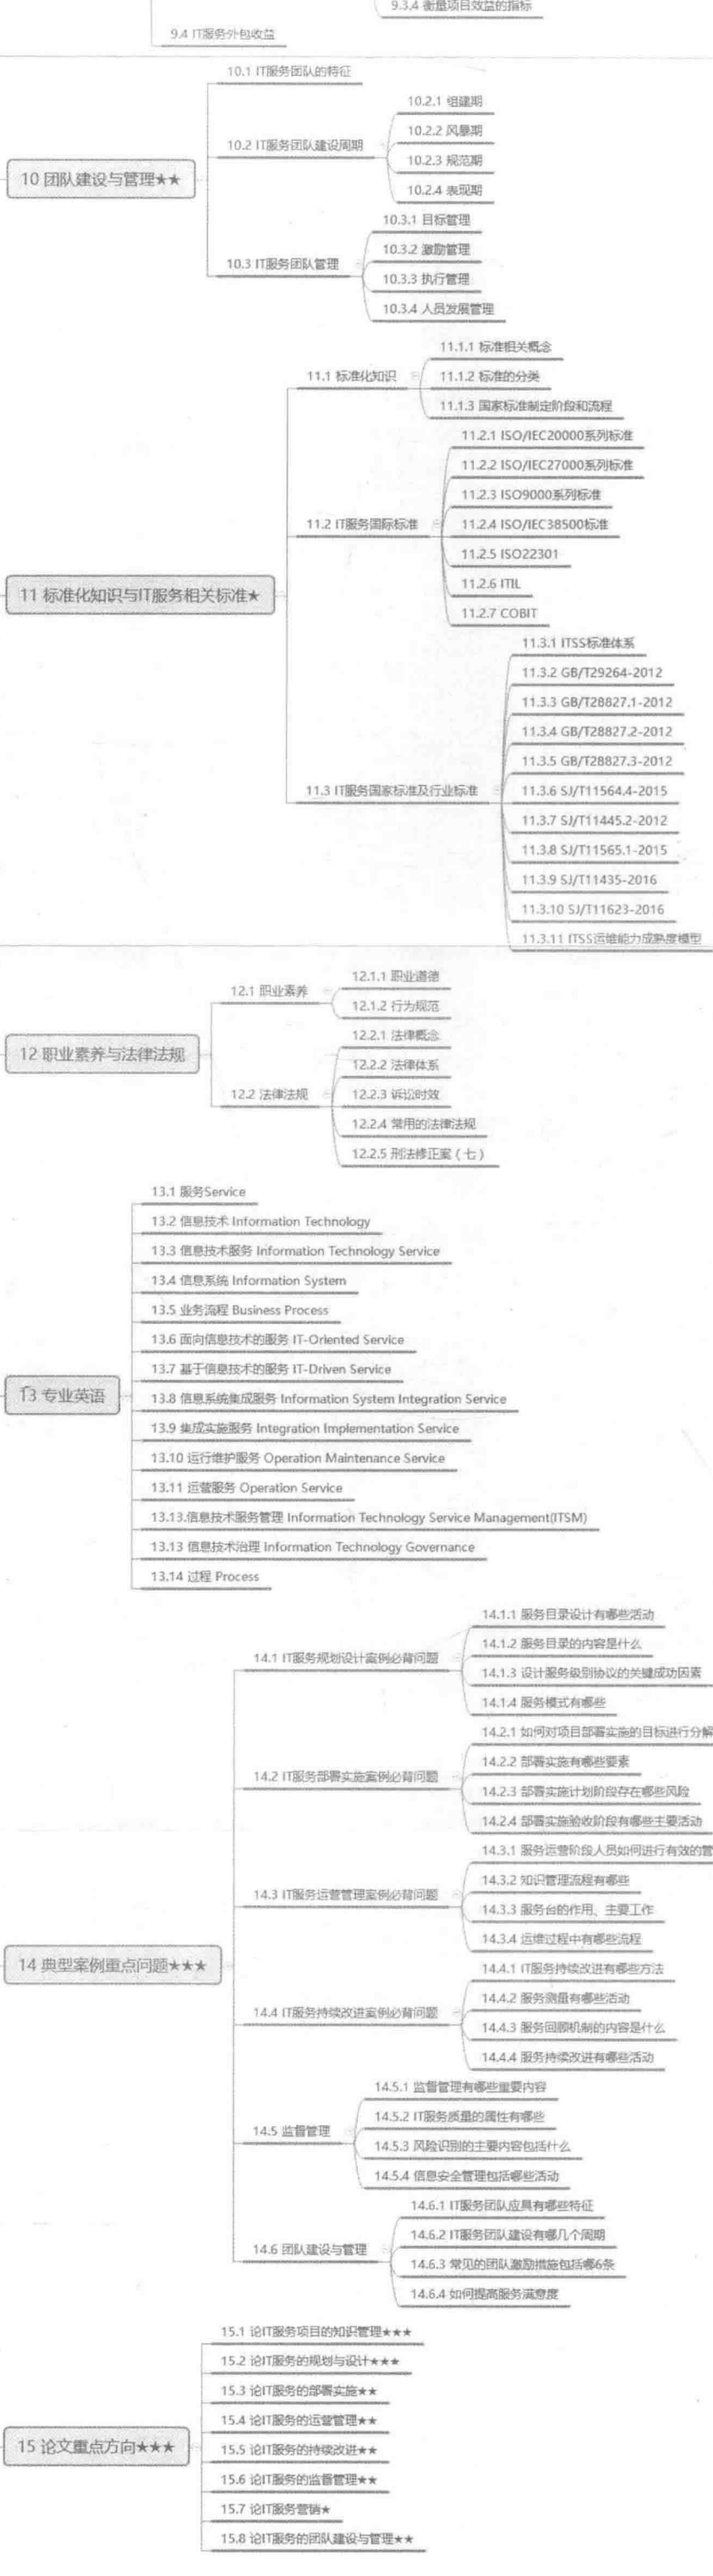 9.3.4 衡量项目效益的指标
9.4 IT服务外包收益
10 团队建设与管理★★
10.1 IT服务团队的特征
10.2 IT服务团队建设周期
10.2.1 组建期
10.2.2 风暴期
10.2.3 规范期
10.2.4 表现期
10.3 IT服务团队管理
10.3.1 目标管理
10.3.2 激励管理
10.3.3 执行管理
10.3.4 人员发展管理
11 标准化知识与IT服务相关标准★
11.1 标准化知识
11.1.1 标准相关概念
11.1.2 标准的分类
11.1.3 国家标准制定阶段和流程
11.2 IT服务国际标准
11.2.1 ISO/IEC20000系列标准
11.2.2 ISO/IEC27000系列标准
11.2.3 ISO9000系列标准
11.2.4 ISO/IEC38500标准
11.2.5 ISO22301
11.2.6 ITIL
11.2.7 COBIT
11.3 IT服务国家标准及行业标准
11.3.1 ITSS标准体系
11.3.2 GB/T29264-2012
11.3.3 GB/T28827.1-2012
11.3.4 GB/T28827.2-2012
11.3.5 GB/T28827.3-2012
11.3.6 SJ/T11564.4-2015
11.3.7 SJ/T11445.2-2012
11.3.8 SJ/T11565.1-2015
11.3.9 SJ/T11435-2016
11.3.10 SJ/T11623-2016
11.3.11 ITSS运维能力成熟度模型
12 职业素养与法律法规
12.1 职业素养
12.1.1 职业道德
12.1.2 行为规范
12.2 法律法规
12.2.1 法律概念
12.2.2 法律体系
12.2.3 诉讼时效
12.2.4 常用的法律法规
12.2.5 刑法修正案（七）
13 专业英语
13.1 服务Service
13.2 信息技术 Information Technology
13.3 信息技术服务 Information Technology Service
13.4 信息系统 Information System
13.5 业务流程 Business Process
13.6 面向信息技术的服务 IT-Oriented Service
13.7 基于信息技术的服务 IT-Driven Service
13.8 信息系统集成服务 Information System Integration Service
13.9 集成实施服务 Integration Implementation Service
13.10 运行维护服务 Operation Maintenance Service
13.11 运营服务 Operation Service
13.13.信息技术服务管理 Information Technology Service Management(ITSM)
13.13 信息技术治理 Information Technology Governance
13.14 过程 Process
14 典型案例重点问题★★★
14.1 IT服务规划设计案例必背问题
14.1.1 服务目录设计有哪些活动
14.1.2 服务目录的内容是什么
14.1.3 设计服务级别协议的关键成功因素
14.1.4 服务模式有哪些
14.2 IT服务部署实施案例必背问题
14.2.1 如何对项目部署实施的目标进行分解
14.2.2 部署实施有哪些要素
14.2.3 部署实施计划阶段存在哪些风险
14.2.4 部署实施验收阶段有哪些主要活动
14.3 IT服务运营管理案例必背问题
14.3.1 服务运营阶段人员如何进行有效的管
14.3.2 知识管理流程有哪些
14.3.3 服务台的作用、主要工作
14.3.4 运维过程中有哪些流程
14.4 IT服务持续改进案例必背问题
14.4.1 IT服务持续改进有哪些方法
14.4.2 服务测量有哪些活动
14.4.3 服务回顾机制的内容是什么
14.4.4 服务持续改进有哪些活动
14.5 监督管理
14.5.1 监督管理有哪些重要内容
14.5.2 IT服务质量的属性有哪些
14.5.3 风险识别的主要内容包括什么
14.5.4 信息安全管理包括哪些活动
14.6 团队建设与管理
14.6.1 IT服务团队应具有哪些特征
14.6.2 IT服务团队建设有哪几个周期
14.6.3 常见的团队激励措施包括哪6条
14.6.4 如何提高服务满意度
15 论文重点方向★★★
15.1 论IT服务项目的知识管理★★★
15.2 论IT服务的规划与设计★★★
15.3 论IT服务的部署实施★★
15.4 论IT服务的运营管理★★
15.5 论IT服务的持续改进★★
15.6 论IT服务的监督管理★★
15.7 论IT服务营销★
15.8 论IT服务的团队建设与管理★★